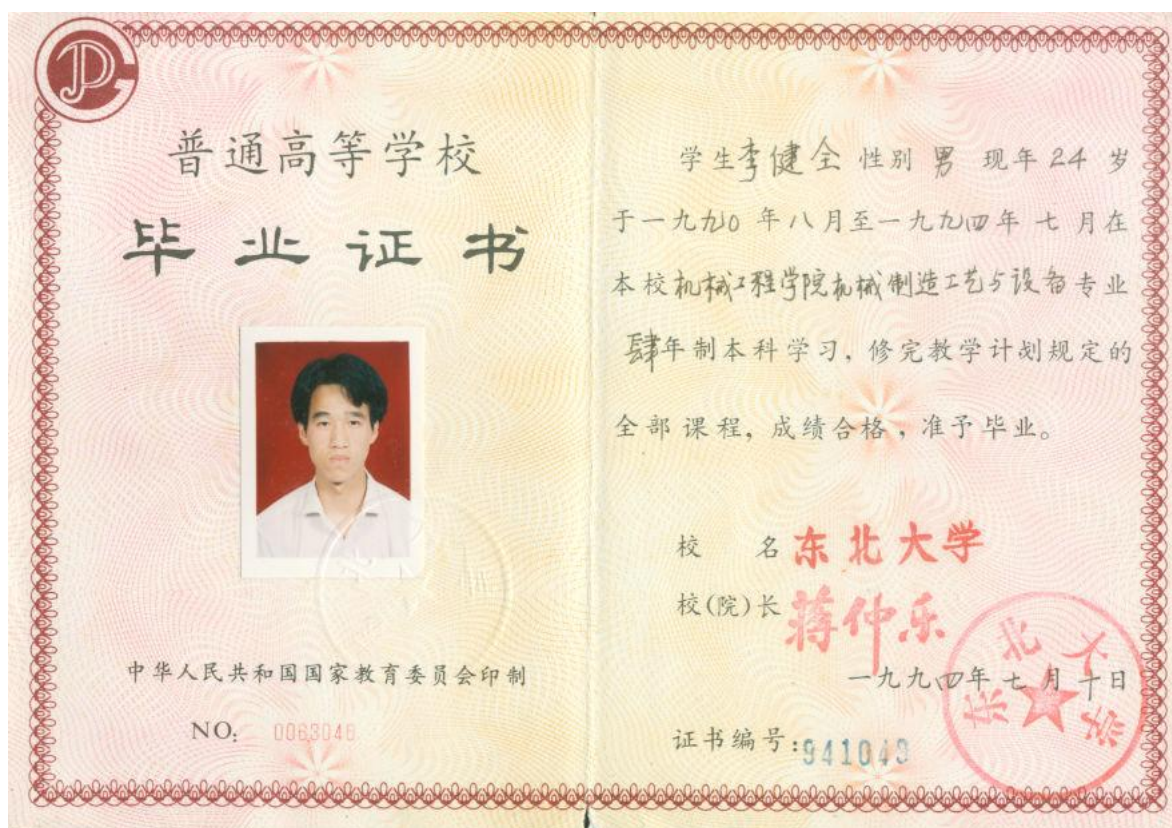 普通高等学校
毕业证书
中华人民共和国国家教育委员会印制
NO: 0063046
学生李健全 性别 男 现年 24 岁
于一九九〇 年 八 月至一九九四年 七 月在
本校机械工程学院机械制造工艺与设备专业
肆年制本科学习，修完教学计划规定的
全部课程，成绩合格，准予毕业。
校 名 东北大学
校(院)长 蒋仲乐
一九九四年 七 月 十日
证书编号:941049
东北大学